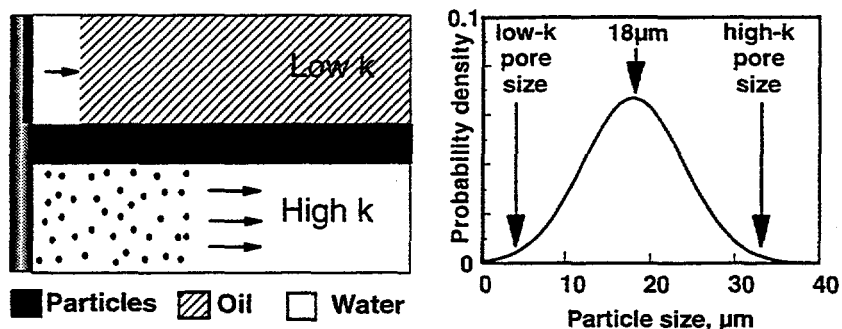 Low k
High k
Particles Oil Water
0.1
0
Probability density
low-k
pore
size
18µm
high-k
pore
size
0 10 20 30 40
Particle size, µm